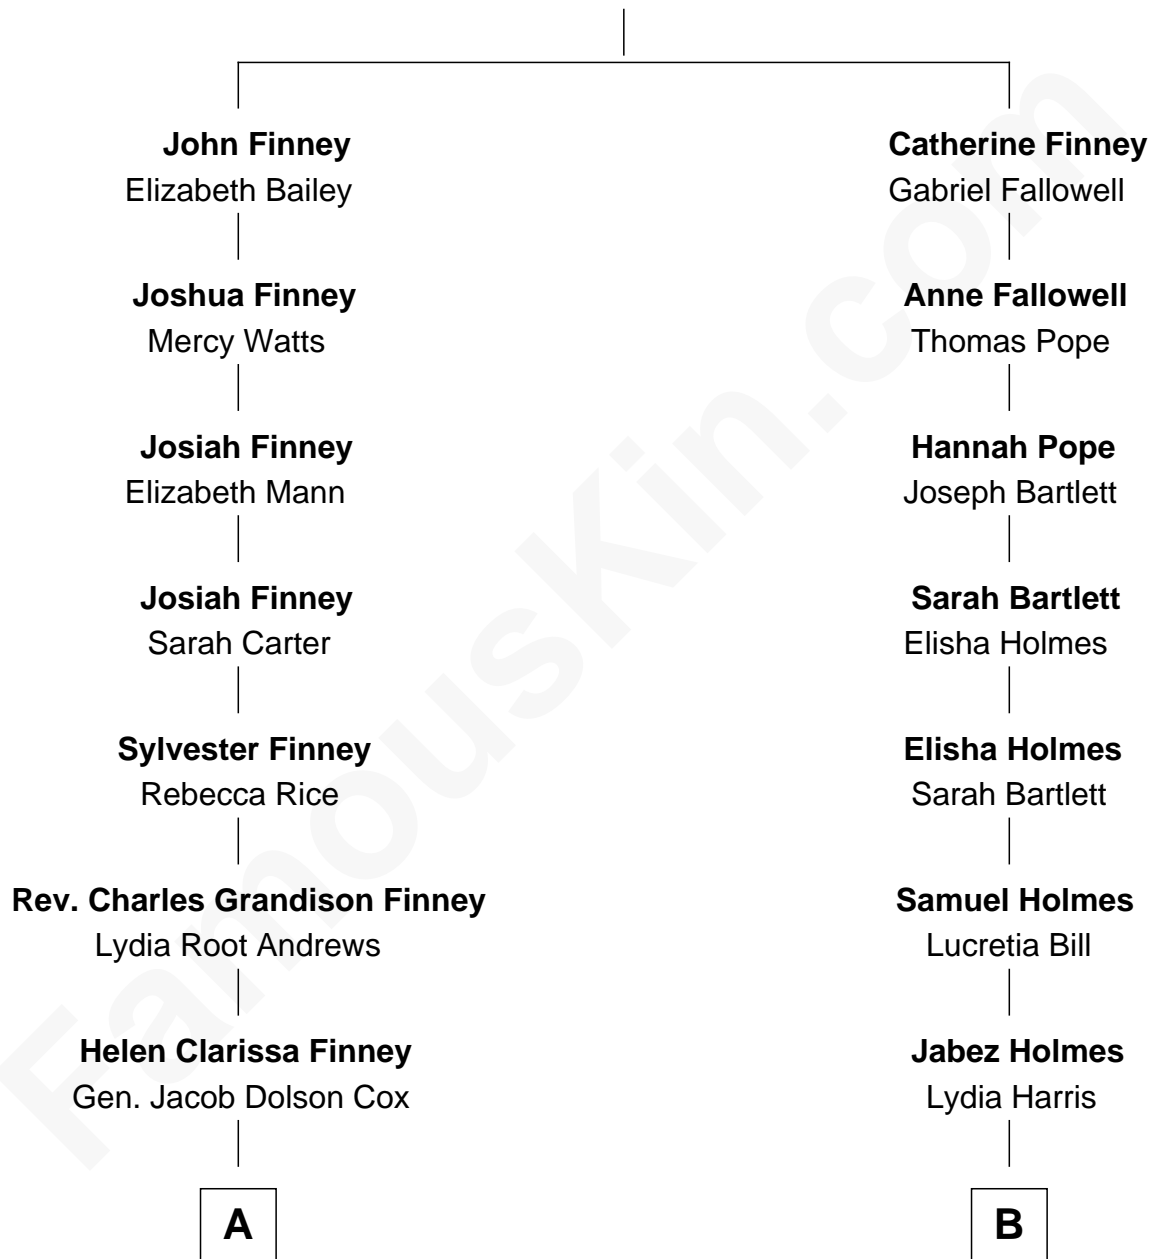 John Finney
Elizabeth Bailey
Joshua Finney
Mercy Watts
Josiah Finney
Elizabeth Mann
Josiah Finney
Sarah Carter
Sylvester Finney
Rebecca Rice
Rev. Charles Grandison Finney
Lydia Root Andrews
Helen Clarissa Finney
Gen. Jacob Dolson Cox
A
Catherine Finney
Gabriel Fallowell
Anne Fallowell
Thomas Pope
Hannah Pope
Joseph Bartlett
Sarah Bartlett
Elisha Holmes
Elisha Holmes
Sarah Bartlett
Samuel Holmes
Lucretia Bill
Jabez Holmes
Lydia Harris
B
FamousKin.com